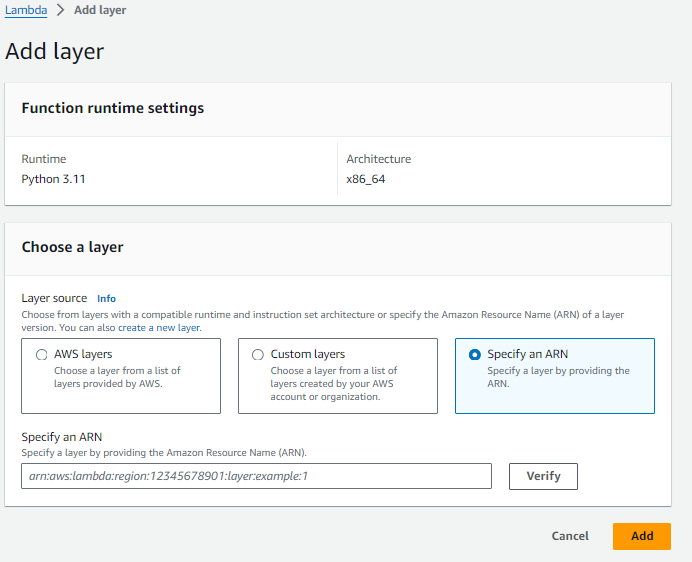 Lambda > Add layer
Add layer
Function runtime settings
Runtime
Python 3.11
Architecture
x86_64
Choose a layer
Layer source Info
Choose from layers with a compatible runtime and instruction set architecture or specify the Amazon Resource Name (ARN) of a layer
version. You can also create a new layer.
AWS layers
Choose a layer from a list of
layers provided by AWS.
Custom layers
Choose a layer from a list of
layers created by your AWS
account or organization.
Specify an ARN
Specify a layer by providing the
ARN.
Specify an ARN
Specify a layer by providing the Amazon Resource Name (ARN).
arn:aws:lambda:region:12345678901:layer:example:1
Verify
Cancel
Add